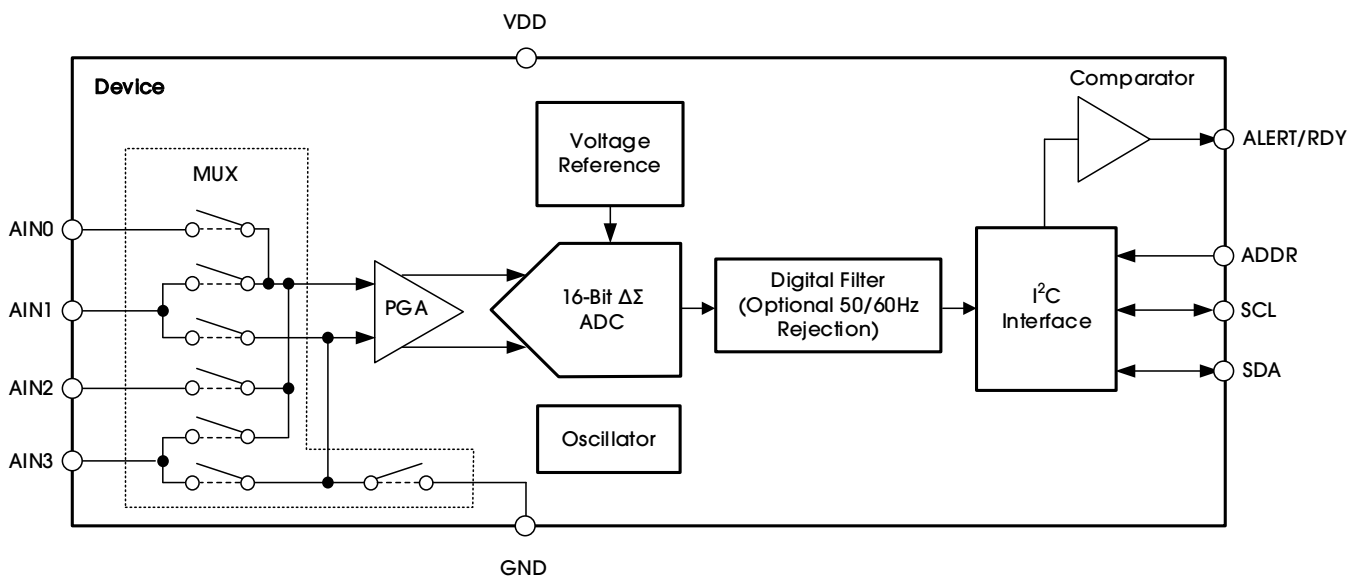 VDD
Device
Comparator
Voltage
Reference
ALERT/RDY
MUX
AIN0
ADDR
AIN1
PGA
16-Bit ΔΣ
ADC
Digital Filter
(Optional 50/60Hz
Rejection)
I²C
Interface
SCL
AIN2
SDA
Oscillator
AIN3
GND